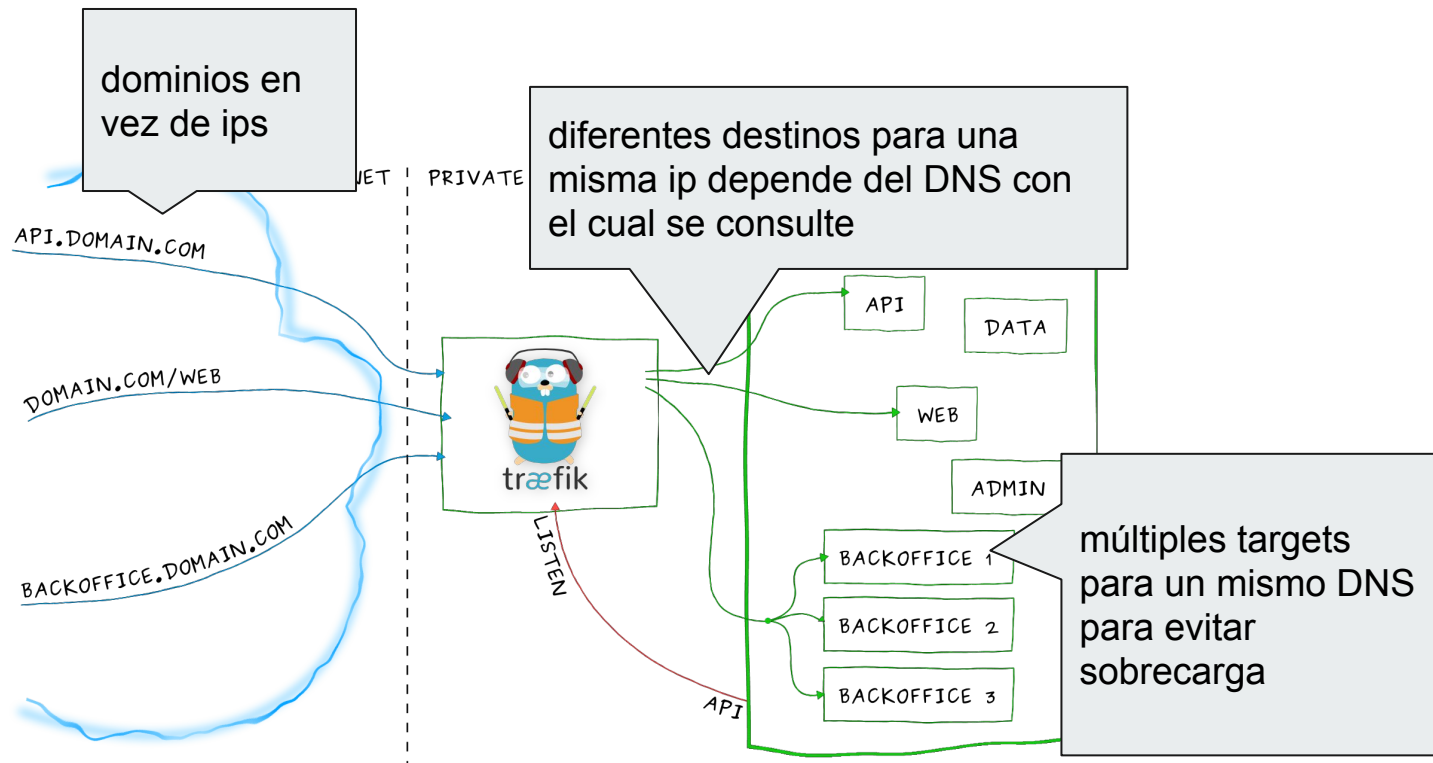 dominios en
vez de ips
diferentes destinos para una
misma ip depende del DNS con
el cual se consulte
NET
PRIVATE
API.DOMAIN.COM
DOMAIN.COM/WEB
BACKOFFICE.DOMAIN.COM
træfik
LISTEN
API
API
DATA
WEB
ADMIN
BACKOFFICE 1
BACKOFFICE 2
BACKOFFICE 3
múltiples targets
para un mismo DNS
para evitar
sobrecarga